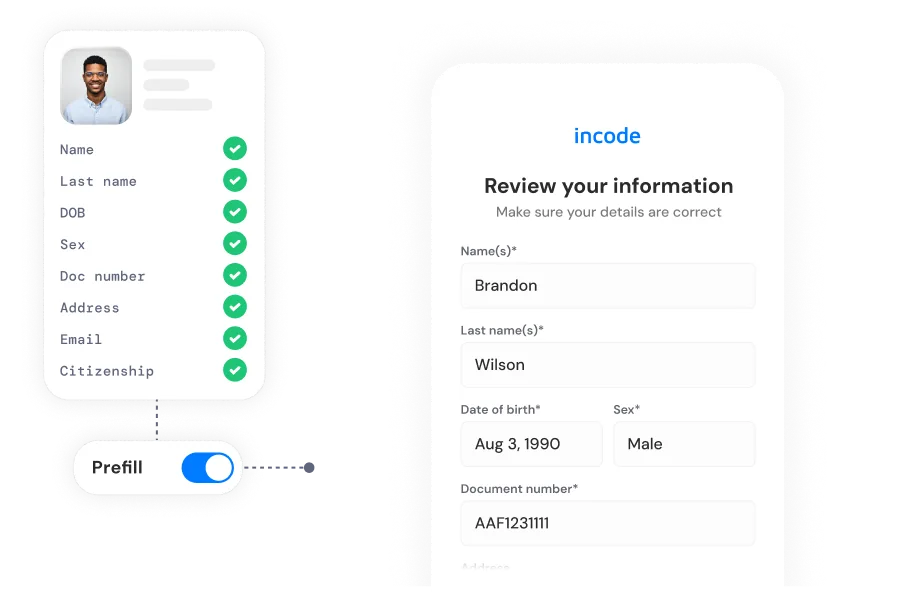 Name
Last name
DOB
Sex
Doc number
Address
Email
Citizenship
Prefill
incode
Review your information
Make sure your details are correct
Name(s)*
Brandon
Last name(s)*
Wilson
Date of birth* Sex*
Aug 3, 1990 Male
Document number*
AAF1231111
Address